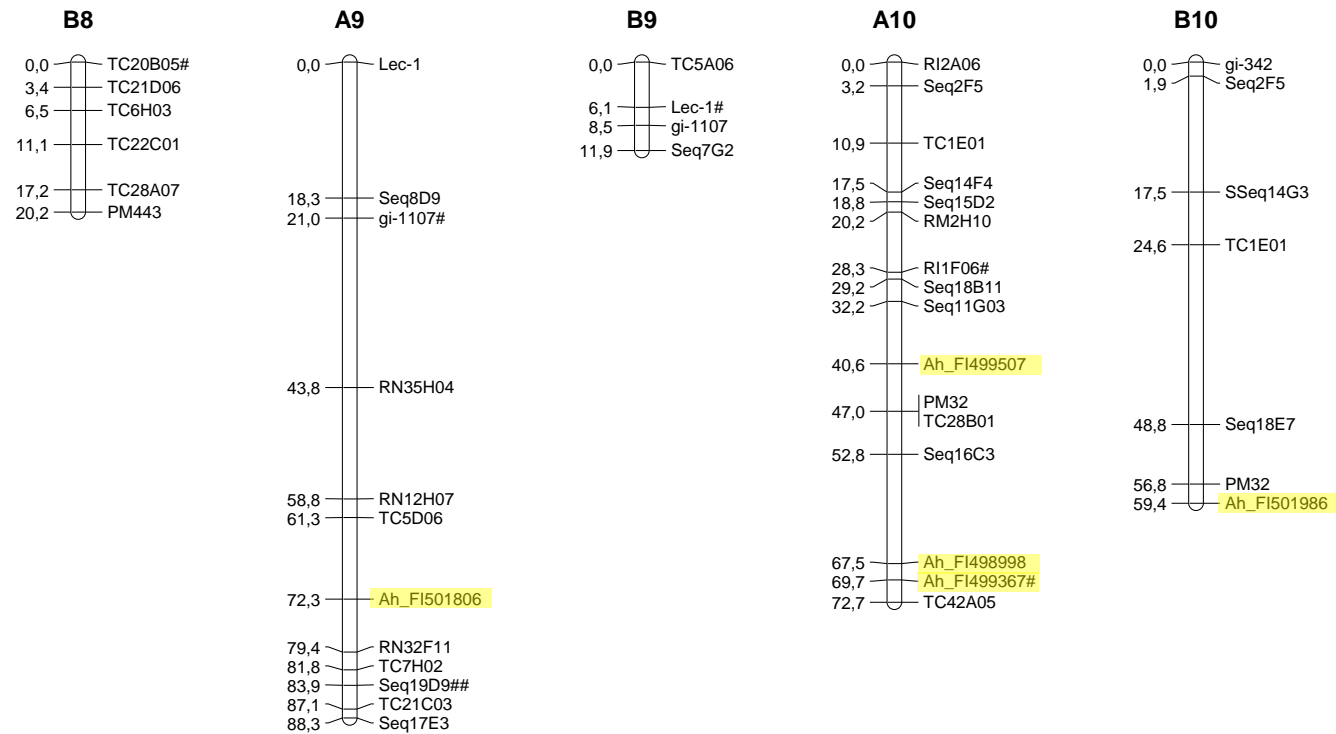 B8
0,0 TC20B05#
3,4 TC21D06
6,5 TC6H03
11,1 TC22C01
17,2 TC28A07
20,2 PM443
A9
0,0 Lec-1
18,3 Seq8D9
21,0 gi-1107#
43,8 RN35H04
58,8 RN12H07
61,3 TC5D06
72,3 Ah_FI501806
79,4 RN32F11
81,8 TC7H02
83,9 Seq19D9##
87,1 TC21C03
88,3 Seq17E3
B9
0,0 TC5A06
6,1 Lec-1#
8,5 gi-1107
11,9 Seq7G2
A10
0,0 RI2A06
3,2 Seq2F5
10,9 TC1E01
17,5 Seq14F4
18,8 Seq15D2
20,2 RM2H10
28,3 RI1F06#
29,2 Seq18B11
32,2 Seq11G03
40,6 Ah_FI499507
47,0 PM32
TC28B01
52,8 Seq16C3
67,5 Ah_FI498998
69,7 Ah_FI499367#
72,7 TC42A05
B10
0,0 gi-342
1,9 Seq2F5
17,5 SSeq14G3
24,6 TC1E01
48,8 Seq18E7
56,8 PM32
59,4 Ah_FI501986